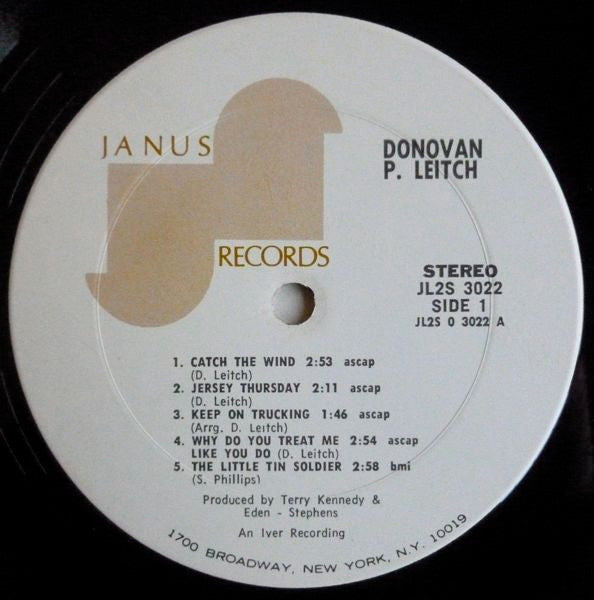 JANUS
RECORDS
DONOVAN
P. LEITCH
STEREO
JL2S 3022
SIDE 1
JL2S 0 3022 A
1. CATCH THE WIND 2:53 ascap
(D. Leitch)
2. JERSEY THURSDAY 2:11 ascap
(D. Leitch)
3. KEEP ON TRUCKING 1:46 ascap
(Arrg. D. Leitch)
4. WHY DO YOU TREAT ME 2:54 ascap
LIKE YOU DO (D. Leitch)
5. THE LITTLE TIN SOLDIER 2:58 bmi
(S. Phillips)
Produced by Terry Kennedy &
Eden - Stephens
An Iver Recording
1700 BROADWAY, NEW YORK, N.Y. 10019